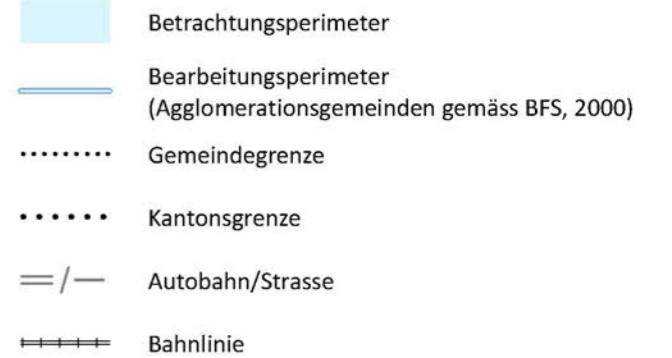 Betrachtungsperimeter
Bearbeitungsperimeter
(Agglomerationsgemeinden gemäss BFS, 2000)
Gemeindegrenze
Kantonsgrenze
Autobahn/Strasse
Bahnlinie